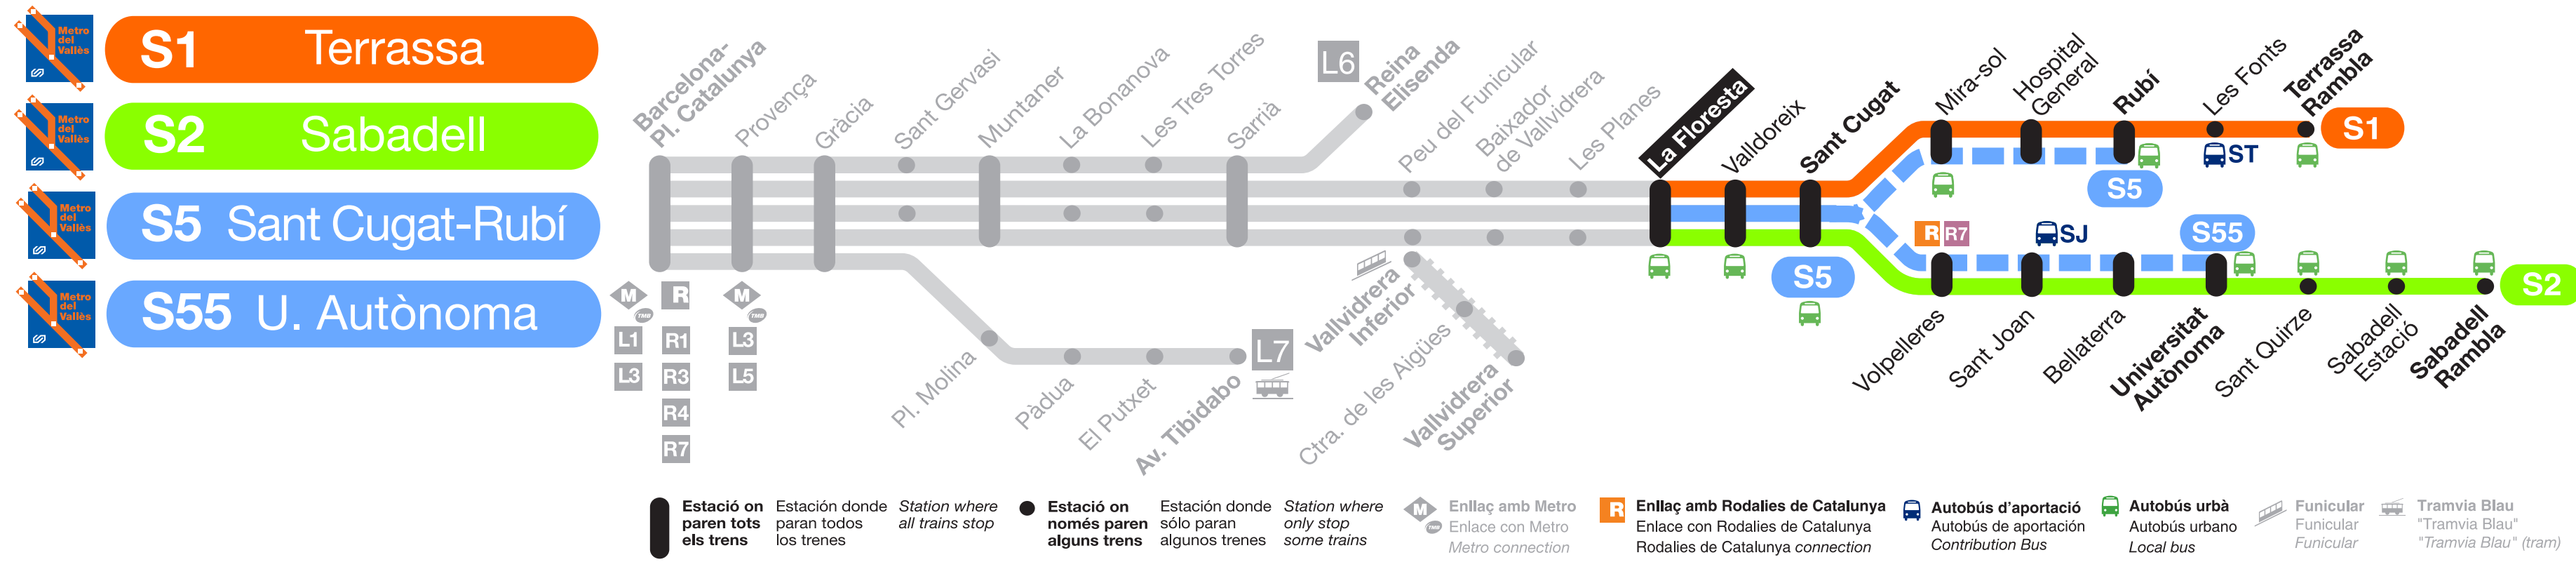 Metro
del
Vallès
S1 Terrassa
Metro
del
Vallès
S2 Sabadell
Metro
del
Vallès
S5 Sant Cugat-Rubí
Metro
del
Vallès
S55 U. Autònoma
Barcelona-
Pl. Catalunya
Provença
Gràcia
Sant Gervasi
Muntaner
La Bonanova
Les Tres Torres
Sarrià
L6
Reina
Elisenda
Peu del Funicular
Baixador
de Vallvidrera
Les Planes
La Floresta
Valldoreix
Sant Cugat
Mira-sol
Hospital
General
Rubí
Les Fonts
Terrassa
Rambla
S1
ST
S5
R R7
SJ
S55
S5
S2
M R M
TMB TMB
L1 R1 L3
L3 R3 L5
R4
R7
Pl. Molina
Pàdua
El Putxet
Av. Tibidabo
L7
Vallvidrera
Inferior
Ctra. de les Aigües
Vallvidrera
Superior
Volpelleres
Sant Joan
Bellaterra
Universitat
Autònoma
Sant Quirze
Sabadell
Estació
Sabadell
Rambla
Estació on
paren tots
els trens
Estación donde
paran todos
los trenes
Station where
all trains stop
Estació on
només paren
alguns trens
Estación donde
sólo paran
algunos trenes
Station where
only stop
some trains
M
TMB
Enllaç amb Metro
Enlace con Metro
Metro connection
R
Enllaç amb Rodalies de Catalunya
Enlace con Rodalies de Catalunya
Rodalies de Catalunya connection
Autobús d'aportació
Autobús de aportación
Contribution Bus
Autobús urbà
Autobús urbano
Local bus
Funicular
Funicular
Funicular
Tramvia Blau
"Tramvia Blau"
"Tramvia Blau" (tram)